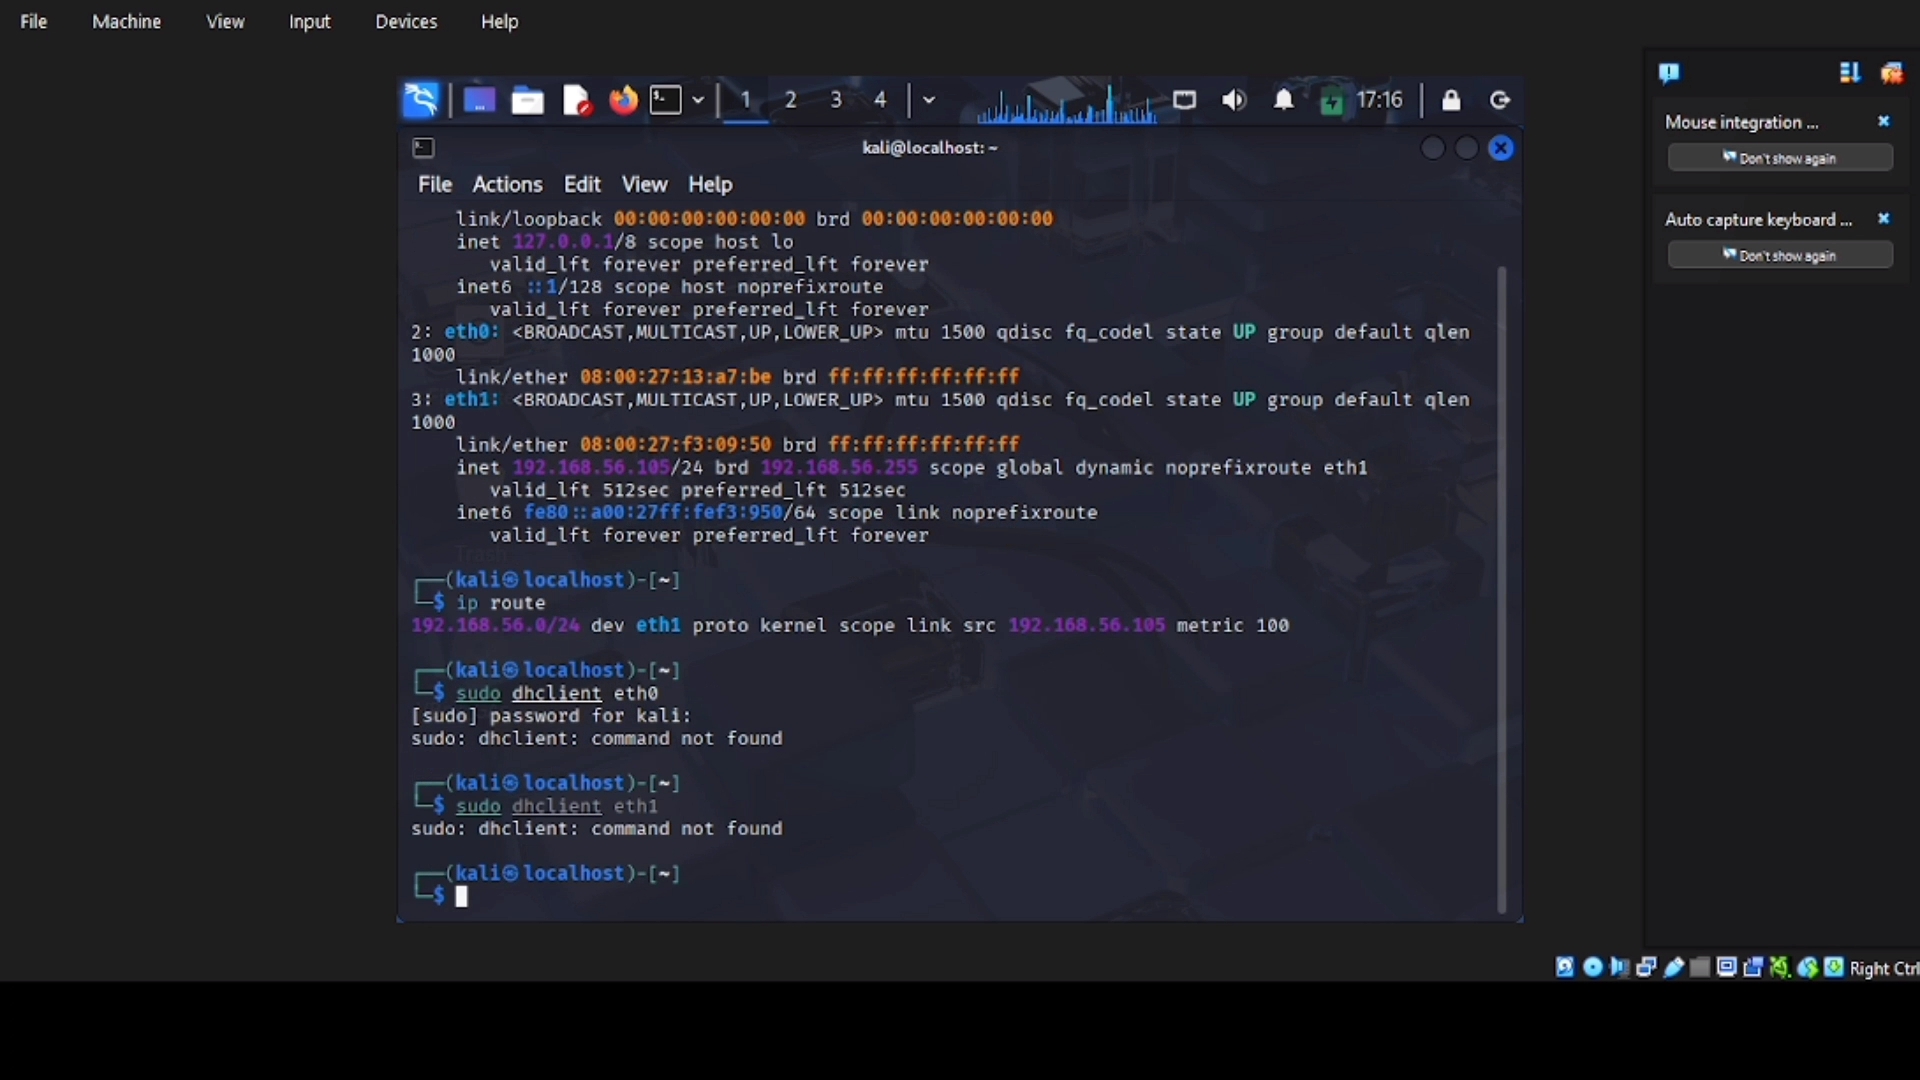 File Machine View Input Devices Help
1 2 3 4 17:16
kali@localhost: ~
File Actions Edit View Help
link/loopback 00:00:00:00:00:00 brd 00:00:00:00:00:00
inet 127.0.0.1/8 scope host lo
valid_lft forever preferred_lft forever
inet6 ::1/128 scope host noprefixroute
valid_lft forever preferred_lft forever
2: eth0: <BROADCAST,MULTICAST,UP,LOWER_UP> mtu 1500 qdisc fq_codel state UP group default qlen
1000
link/ether 08:00:27:13:a7:be brd ff:ff:ff:ff:ff:ff
3: eth1: <BROADCAST,MULTICAST,UP,LOWER_UP> mtu 1500 qdisc fq_codel state UP group default qlen
1000
link/ether 08:00:27:f3:09:50 brd ff:ff:ff:ff:ff:ff
inet 192.168.56.105/24 brd 192.168.56.255 scope global dynamic noprefixroute eth1
valid_lft 512sec preferred_lft 512sec
inet6 fe80::a00:27ff:fef3:950/64 scope link noprefixroute
valid_lft forever preferred_lft forever
Trash
┌──(kali㉿localhost)-[~]
└─$ ip route
192.168.56.0/24 dev eth1 proto kernel scope link src 192.168.56.105 metric 100
┌──(kali㉿localhost)-[~]
└─$ sudo dhclient eth0
[sudo] password for kali:
sudo: dhclient: command not found
┌──(kali㉿localhost)-[~]
└─$ sudo dhclient eth1
sudo: dhclient: command not found
┌──(kali㉿localhost)-[~]
└─$
Mouse integration ...
Don't show again
Auto capture keyboard ...
Don't show again
Right Ctrl